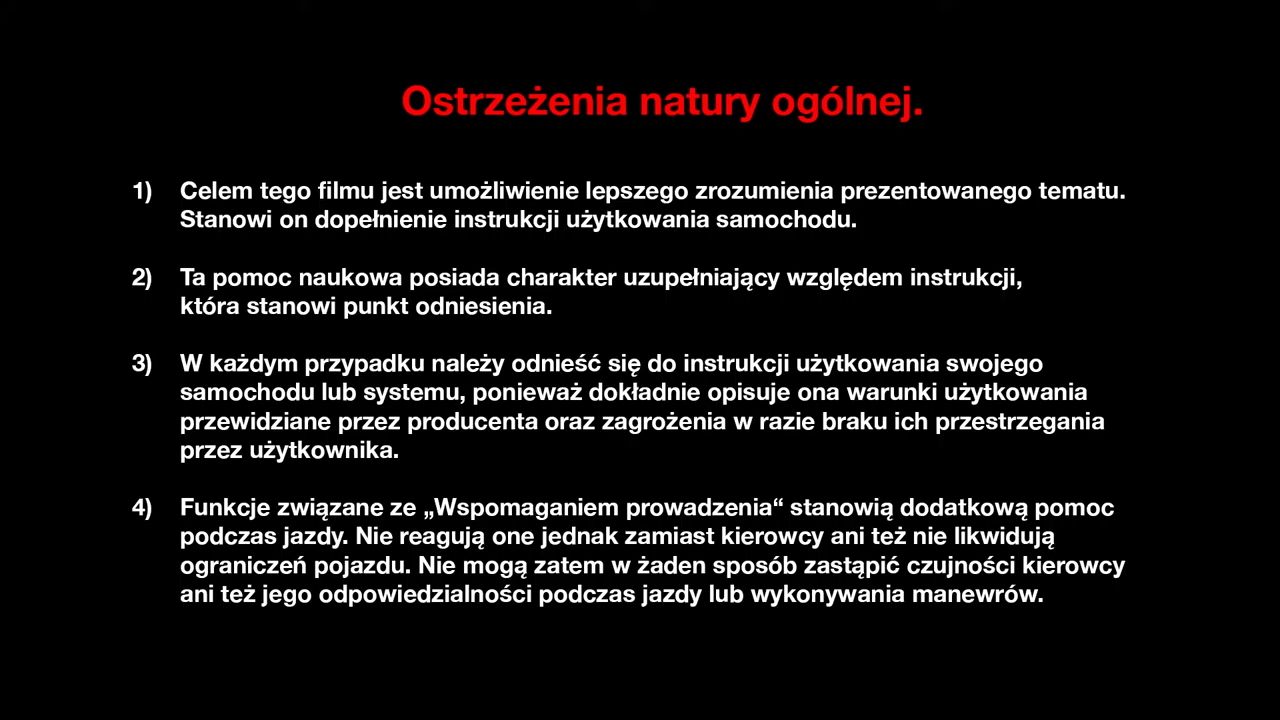 Ostrzeżenia natury ogólnej.
1) Celem tego filmu jest umożliwienie lepszego zrozumienia prezentowanego tematu.
Stanowi on dopełnienie instrukcji użytkowania samochodu.
2) Ta pomoc naukowa posiada charakter uzupełniający względem instrukcji,
która stanowi punkt odniesienia.
3) W każdym przypadku należy odnieść się do instrukcji użytkowania swojego
samochodu lub systemu, ponieważ dokładnie opisuje ona warunki użytkowania
przewidziane przez producenta oraz zagrożenia w razie braku ich przestrzegania
przez użytkownika.
4) Funkcje związane ze „Wspomaganiem prowadzenia“ stanowią dodatkową pomoc
podczas jazdy. Nie reagują one jednak zamiast kierowcy ani też nie likwidują
ograniczeń pojazdu. Nie mogą zatem w żaden sposób zastąpić czujności kierowcy
ani też jego odpowiedzialności podczas jazdy lub wykonywania manewrów.